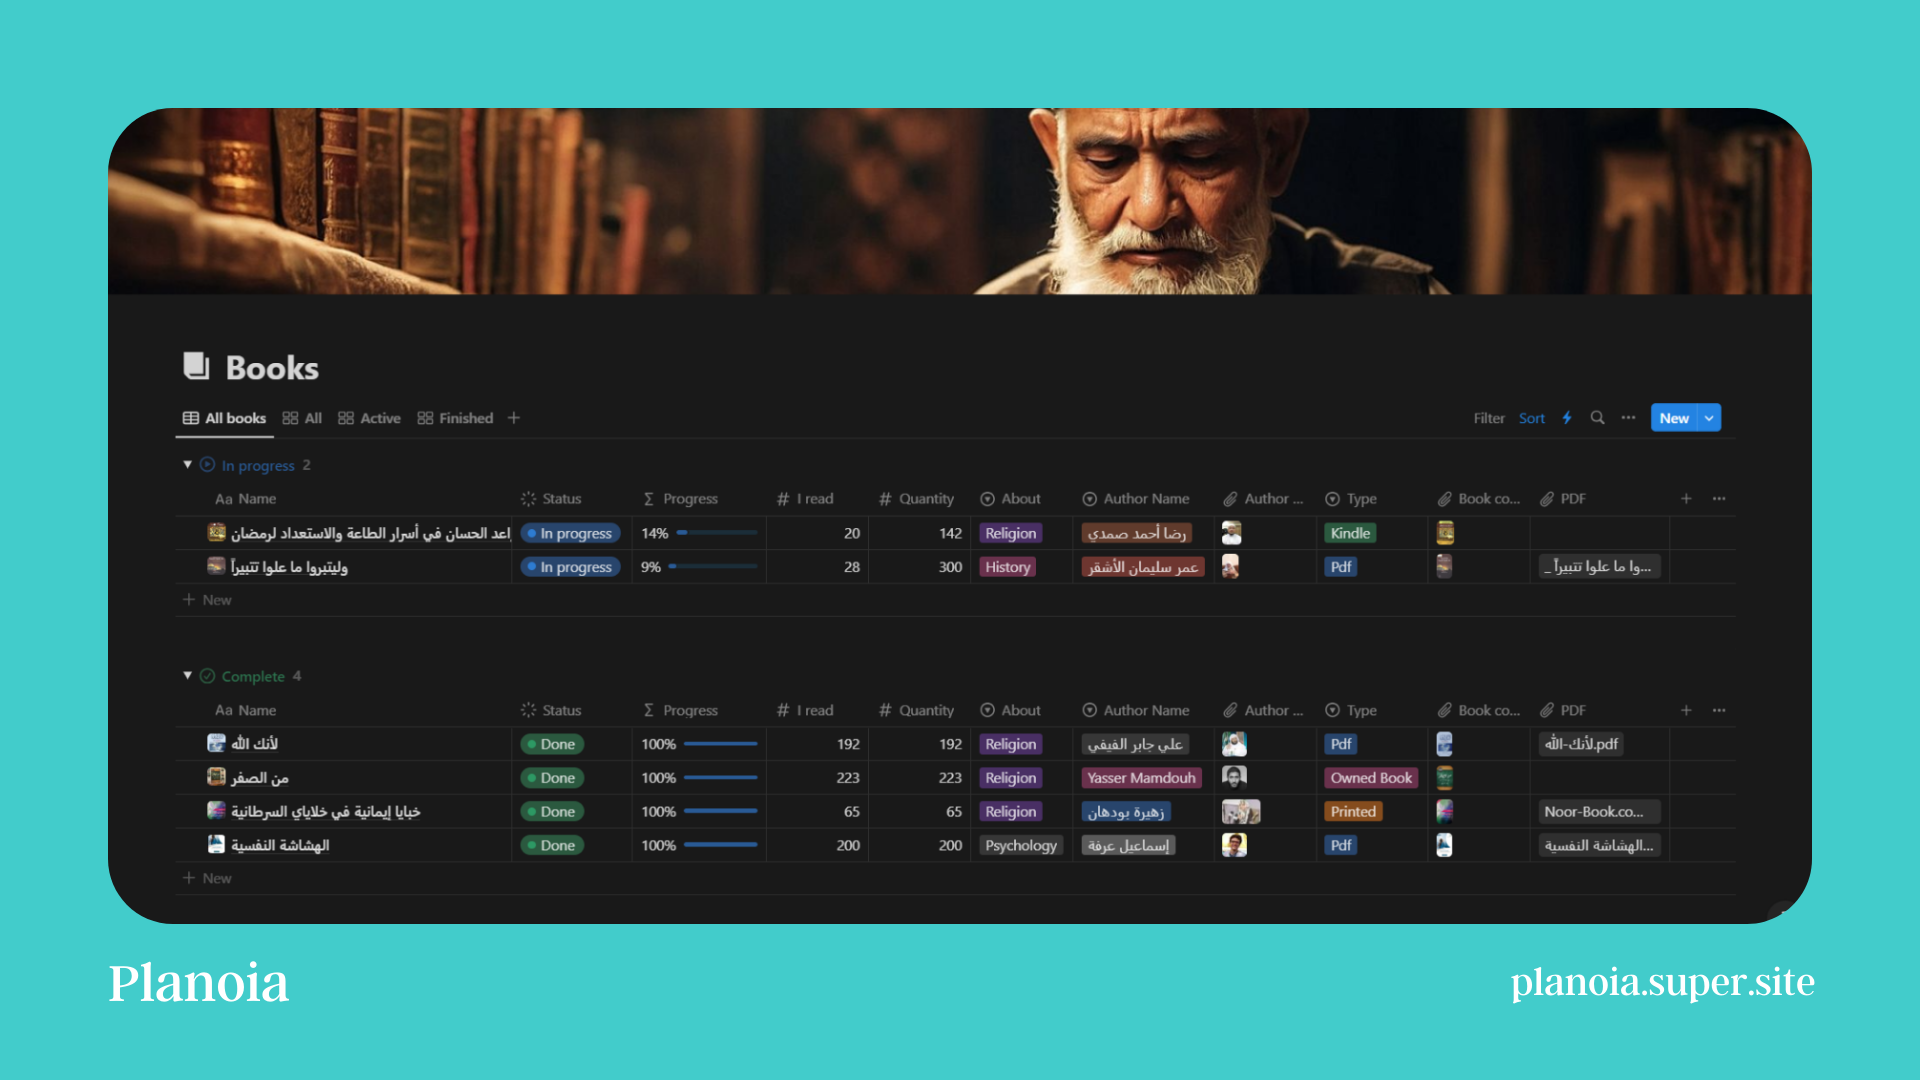 Books
All books All Active Finished +
Filter Sort ... New
In progress 2
Aa Name Status Σ Progress # I read # Quantity About Author Name Author ... Type Book co... PDF + ...
اعد الحسان في أسرار الطاعة والاستعداد لرمضان In progress 14% 20 142 Religion رضا أحمد صمدي Kindle
وليتبروا ما علوا تتبيراً In progress 9% 28 300 History عمر سليمان الأشقر Pdf وا ما علوا تتبيراً _...
+ New
Complete 4
Aa Name Status Σ Progress # I read # Quantity About Author Name Author ... Type Book co... PDF + ...
لأنك الله Done 100% 192 192 Religion علي جابر الفيفي Pdf لأنك-الله.pdf
من الصفر Done 100% 223 223 Religion Yasser Mamdouh Owned Book
خبايا إيمانية في خلاياي السرطانية Done 100% 65 65 Religion زهيرة بودهان Printed Noor-Book.co...
الهشاشة النفسية Done 100% 200 200 Psychology إسماعيل عرفة Pdf الهشاشة النفسية...
+ New
Planoia
planoia.super.site